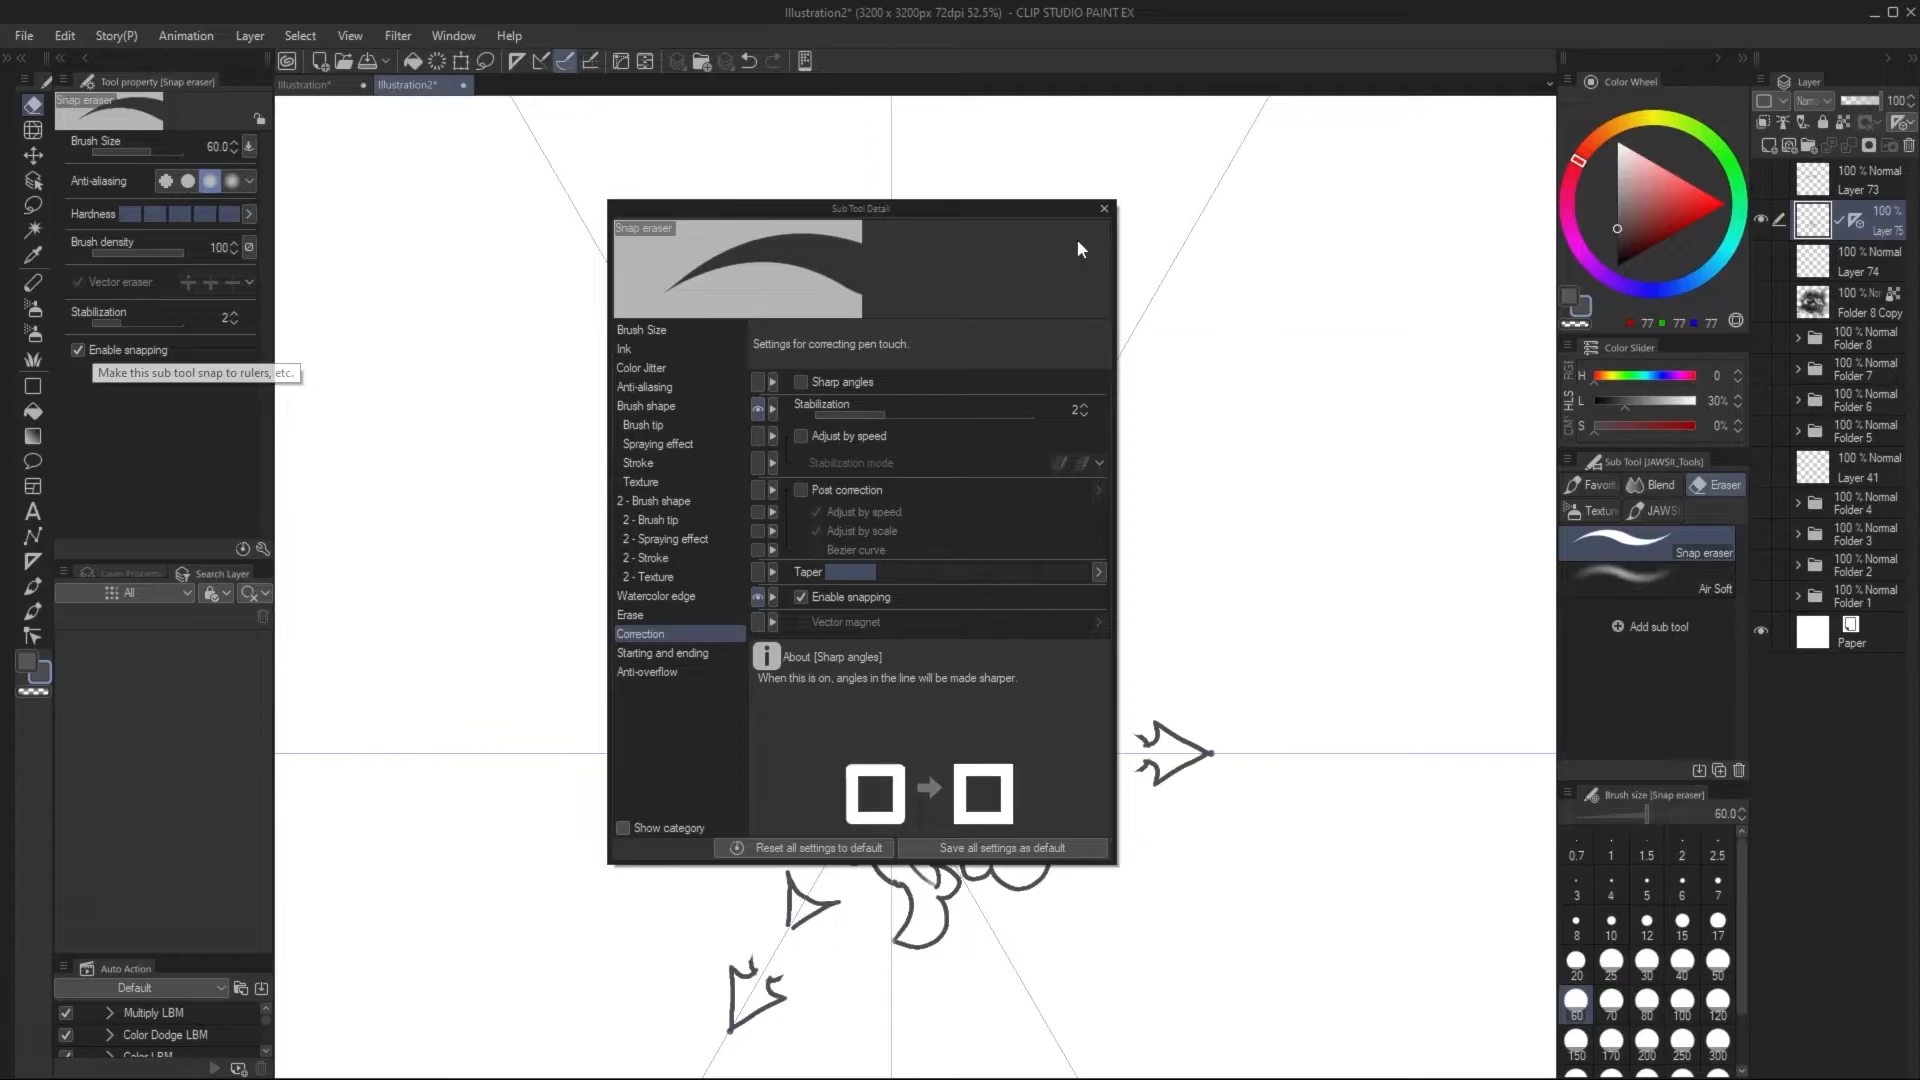 Illustration2* (3200 x 3200px 72dpi 52.5%) - CLIP STUDIO PAINT EX
File Edit Story(P) Animation Layer Select View Filter Window Help
Tool property [Snap eraser]
Snap eraser
Brush Size 60.0
Anti-aliasing
Hardness
Brush density 100
Vector eraser
Stabilization 2
Enable snapping
Make this sub tool snap to rulers, etc.
Layer Property Search Layer
All
Auto Action
Default
Multiply LBM
Color Dodge LBM
Color LBM
Illustration* Illustration2*
Sub Tool Detail
Snap eraser
Brush Size
Ink
Color Jitter
Anti-aliasing
Brush shape
Brush tip
Spraying effect
Stroke
Texture
2 - Brush shape
2 - Brush tip
2 - Spraying effect
2 - Stroke
2 - Texture
Watercolor edge
Erase
Correction
Starting and ending
Anti-overflow
Show category
Settings for correcting pen touch.
Sharp angles
Stabilization 2
Adjust by speed
Stabilization mode
Post correction
Adjust by speed
Adjust by scale
Bezier curve
Taper
Enable snapping
Vector magnet
About [Sharp angles]
When this is on, angles in the line will be made sharper.
Reset all settings to default Save all settings as default
Color Wheel
77 77 77
Color Slider
RGB
HLS
H 0
L 30%
S 0%
Sub Tool [JAWSII_Tools]
Favori Blend Eraser
Texture JAWS
Snap eraser
Air Soft
Add sub tool
Brush size [Snap eraser]
60.0
0.7 1 1.5 2 2.5
3 4 5 6 7
8 10 12 15 17
20 25 30 40 50
60 70 80 100 120
150 170 200 250 300
Layer
Norm 100
100 % Normal
Layer 73
100 %
Layer 75
100 % Normal
Layer 74
100 % Nor
Folder 8 Copy
100 % Normal
Folder 8
100 % Normal
Folder 7
100 % Normal
Folder 6
100 % Normal
Folder 5
100 % Normal
Layer 41
100 % Normal
Folder 4
100 % Normal
Folder 3
100 % Normal
Folder 2
100 % Normal
Folder 1
Paper